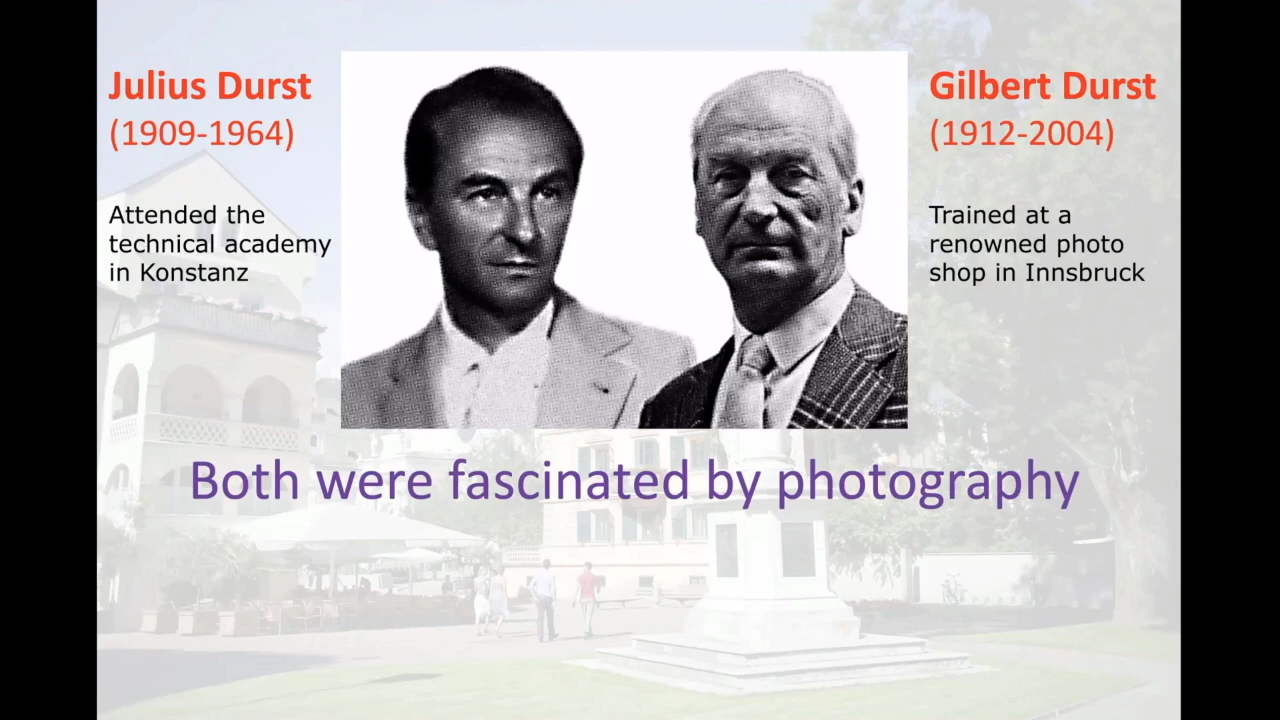 Julius Durst
(1909-1964)
Attended the
technical academy
in Konstanz
Gilbert Durst
(1912-2004)
Trained at a
renowned photo
shop in Innsbruck
Both were fascinated by photography